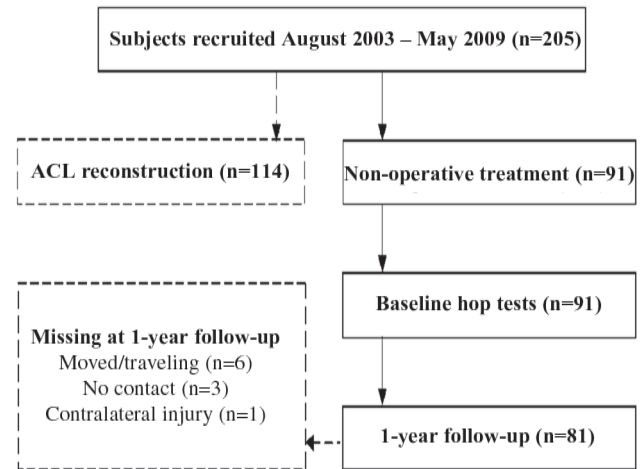 Subjects recruited August 2003 – May 2009 (n=205)
ACL reconstruction (n=114)
Non-operative treatment (n=91)
Baseline hop tests (n=91)
Missing at 1-year follow-up
Moved/traveling (n=6)
No contact (n=3)
Contralateral injury (n=1)
1-year follow-up (n=81)